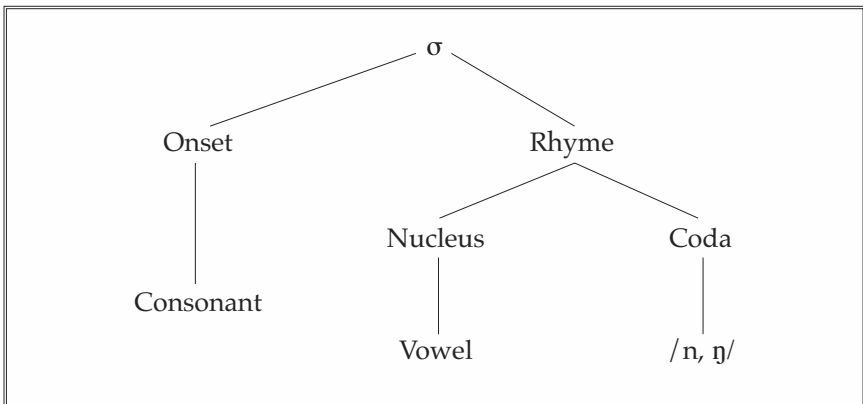 σ
Onset Rhyme
Nucleus Coda
Consonant
Vowel /n, ŋ/